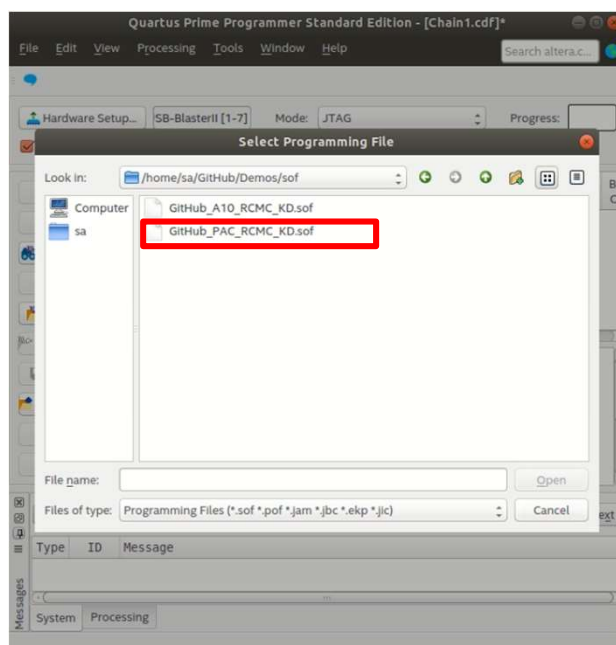 Quartus Prime Programmer Standard Edition - [Chain1.cdf]*
File Edit View Processing Tools Window Help
Search altera.c...
Hardware Setup... SB-BlasterII [1-7] Mode: JTAG Progress:
Select Programming File
Look in: /home/sa/GitHub/Demos/sof
Computer
sa
GitHub_A10_RCMC_KD.sof
GitHub_PAC_RCMC_KD.sof
File name: Open
Files of type: Programming Files (*.sof *.pof *.jam *.jbc *.ekp *.jic) Cancel
Type ID Message
Messages
System Processing